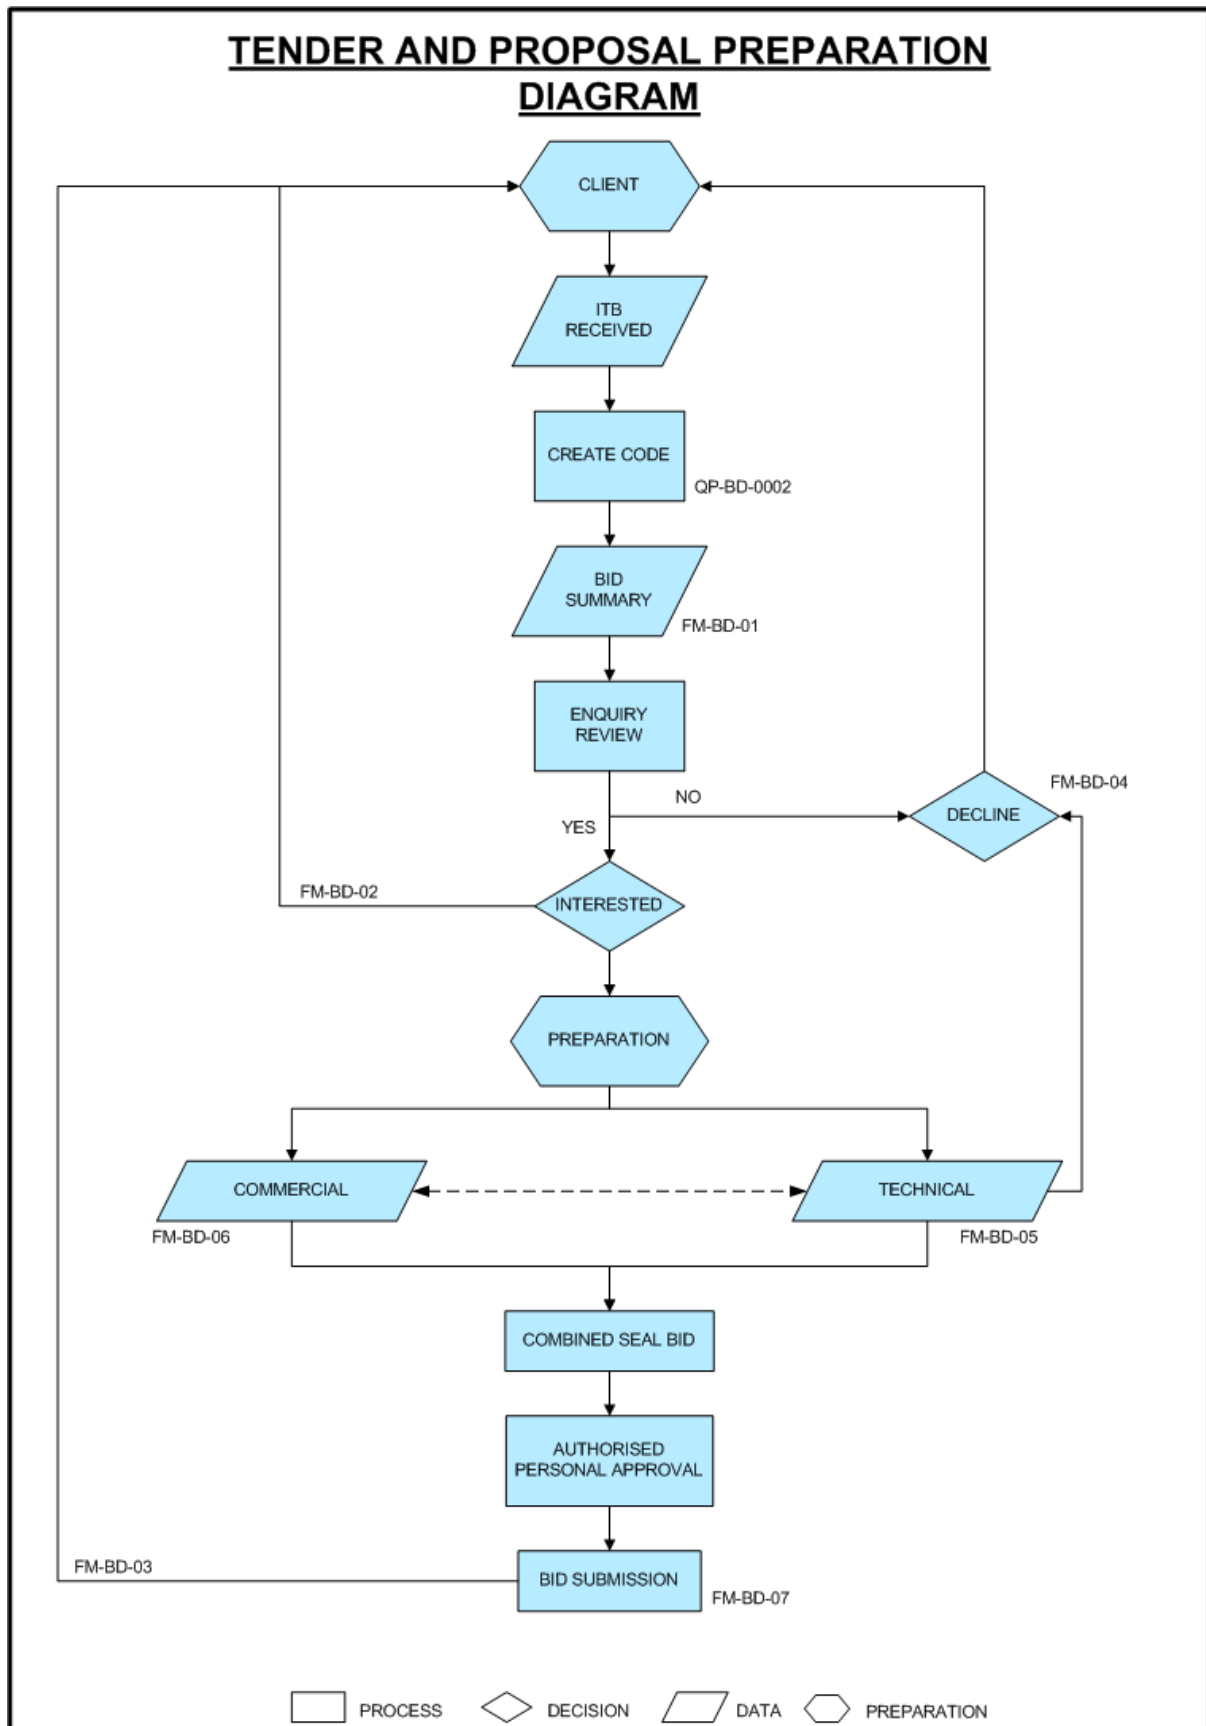 TENDER AND PROPOSAL PREPARATION
DIAGRAM
CLIENT
ITB
RECEIVED
CREATE CODE
QP-BD-0002
BID
SUMMARY
FM-BD-01
ENQUIRY
REVIEW
NO
YES
DECLINE
FM-BD-04
FM-BD-02
INTERESTED
PREPARATION
COMMERCIAL
FM-BD-06
TECHNICAL
FM-BD-05
COMBINED SEAL BID
AUTHORISED
PERSONAL APPROVAL
FM-BD-03
BID SUBMISSION
FM-BD-07
PROCESS
DECISION
DATA
PREPARATION